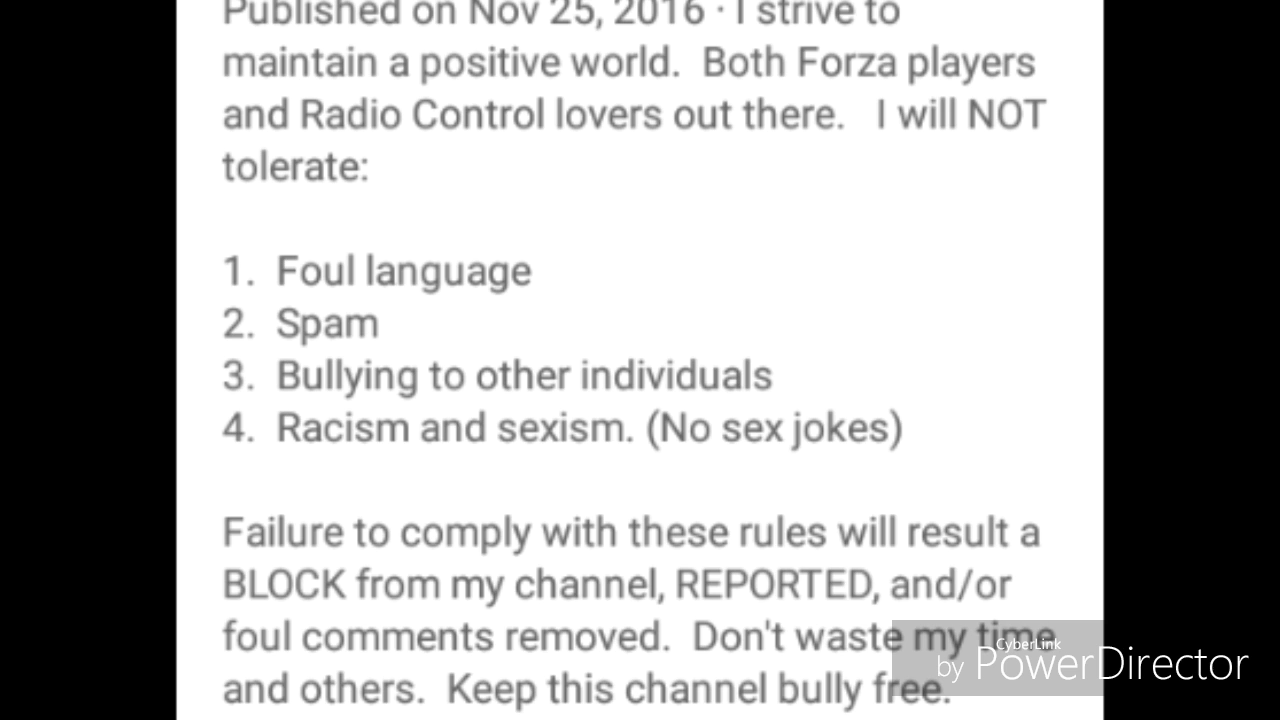 Published on Nov 25, 2016 · I strive to
maintain a positive world.  Both Forza players
and Radio Control lovers out there.   I will NOT
tolerate:
1.  Foul language
2.  Spam
3.  Bullying to other individuals
4.  Racism and sexism. (No sex jokes)
Failure to comply with these rules will result a
BLOCK from my channel, REPORTED, and/or
foul comments removed.  Don't waste my time
and others.  Keep this channel bully free.
CyberLink
by PowerDirector